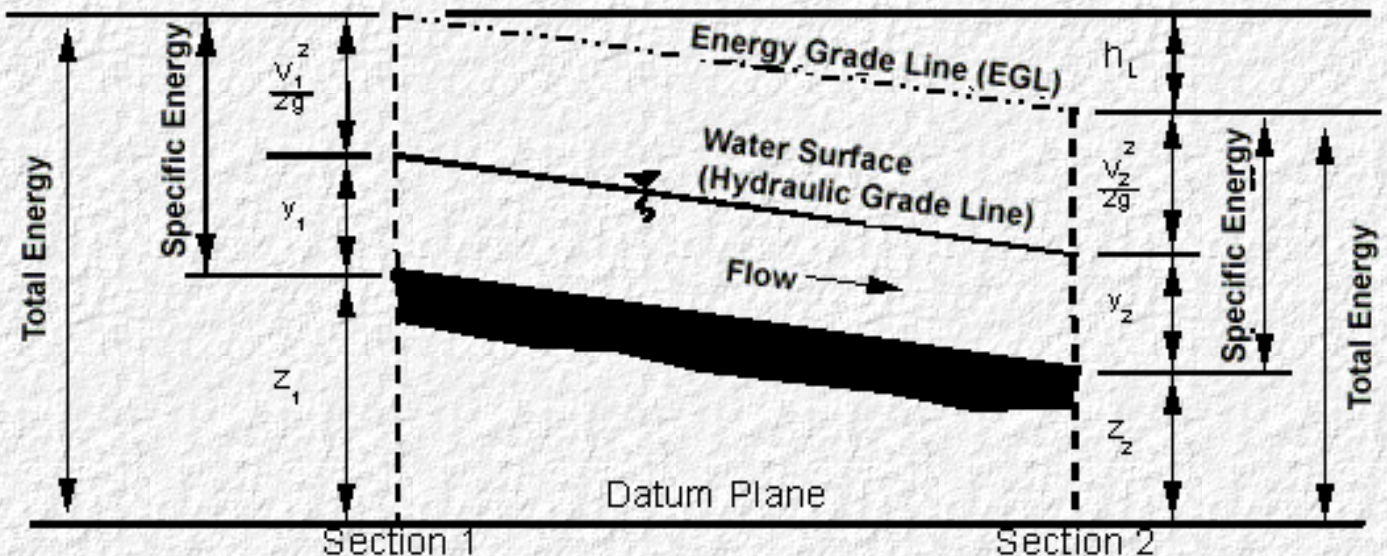 Total Energy
Specific Energy
V₁²
2g
y₁
Z₁
Energy Grade Line (EGL)
Water Surface
(Hydraulic Grade Line)
Flow
Datum Plane
Section 1
Section 2
h_L
V₂²
2g
y₂
Z₂
Specific Energy
Total Energy